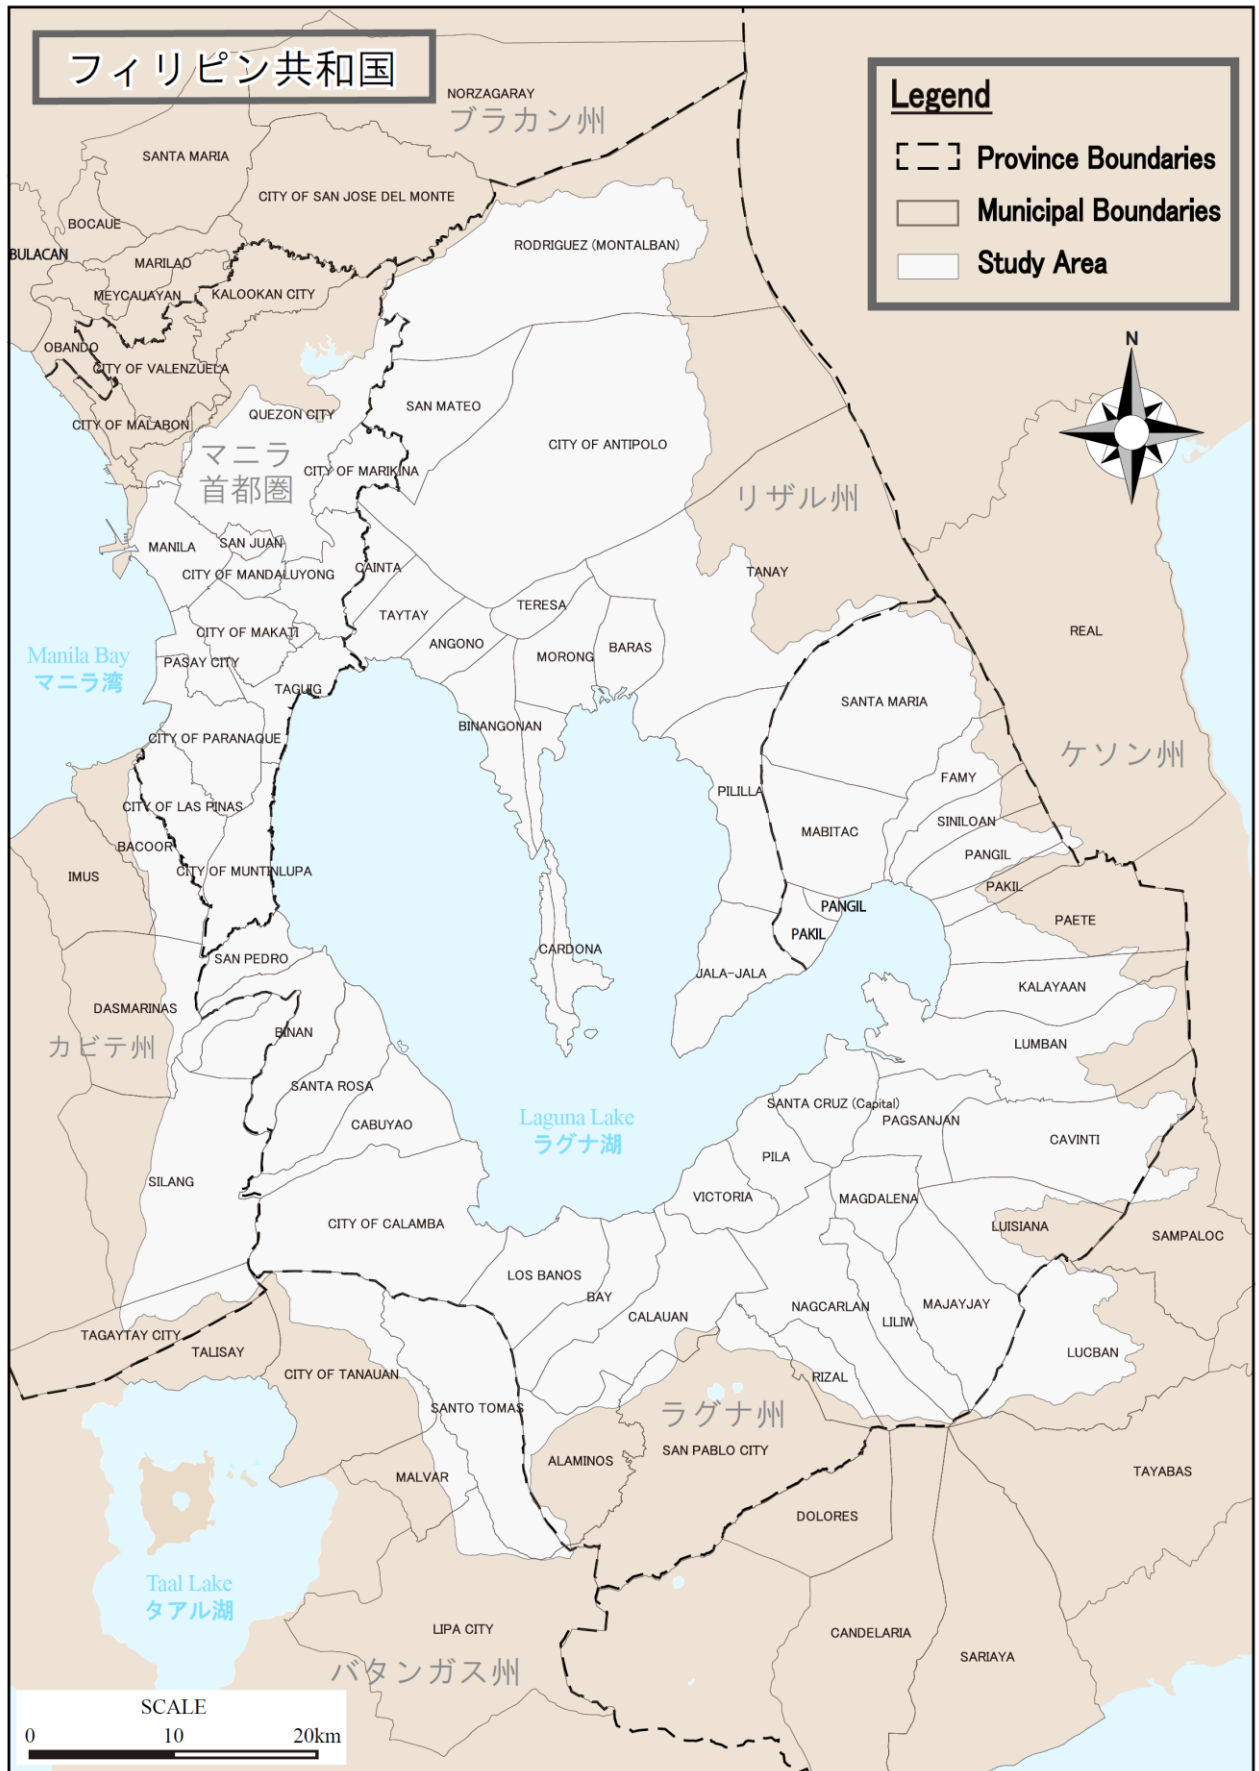 フィリピン共和国
Legend
Province Boundaries
Municipal Boundaries
Study Area
N
NORZAGARAY
ブラカン州
SANTA MARIA
CITY OF SAN JOSE DEL MONTE
BOCAUE
BULACAN
MARILAO
MEYCAUAYAN
KALOOKAN CITY
RODRIGUEZ (MONTALBAN)
OBANDO
CITY OF VALENZUELA
CITY OF MALABON
QUEZON CITY
SAN MATEO
CITY OF ANTIPOLO
マニラ
首都圏
CITY OF MARIKINA
リザル州
MANILA
SAN JUAN
CITY OF MANDALUYONG
CAINTA
TANAY
TAYTAY
TERESA
CITY OF MAKATI
ANGONO
MORONG
BARAS
REAL
Manila Bay
マニラ湾
PASAY CITY
TAGUIG
SANTA MARIA
BINANGONAN
CITY OF PARANAQUE
ケソン州
FAMY
PILILLA
CITY OF LAS PINAS
SINILOAN
MABITAC
BACOOR
PANGIL
IMUS
CITY OF MUNTINLUPA
PAKIL
PANGIL
PAETE
PAKIL
CARDONA
SAN PEDRO
JALA-JALA
KALAYAAN
DASMARINAS
カビテ州
BINAN
LUMBAN
SANTA ROSA
SANTA CRUZ (Capital)
Laguna Lake
ラグナ湖
CABUYAO
PAGSANJAN
CAVINTI
PILA
SILANG
VICTORIA
MAGDALENA
CITY OF CALAMBA
LUISIANA
SAMPALOC
LOS BANOS
BAY
NAGCARLAN
MAJAYJAY
CALAUAN
LILIW
TAGAYTAY CITY
TALISAY
LUCBAN
CITY OF TANAUAN
RIZAL
SANTO TOMAS
ラグナ州
SAN PABLO CITY
ALAMINOS
MALVAR
TAYABAS
DOLORES
Taal Lake
タアル湖
LIPA CITY
CANDELARIA
バタンガス州
SARIAYA
SCALE
0 10 20km